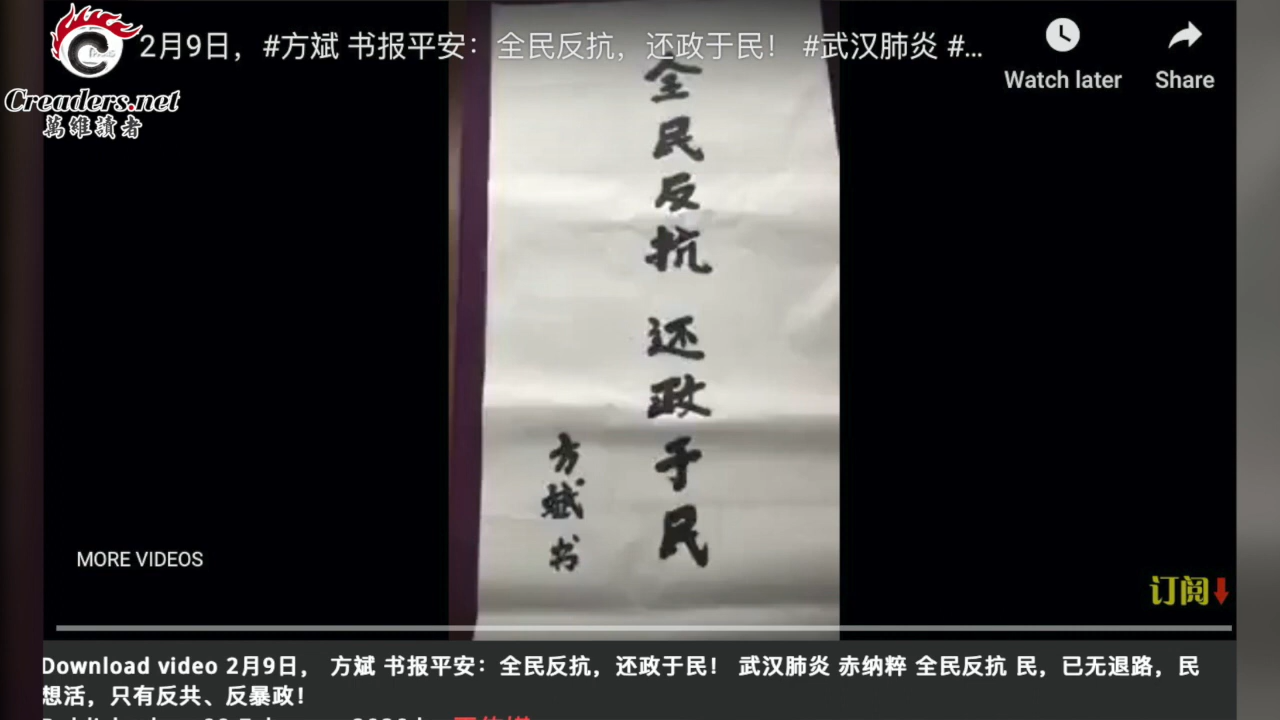 2月9日，#方斌 书报平安：全民反抗，还政于民！ #武汉肺炎 #...
Watch later
Share
Creaders.net
萬維讀者
全民反抗 还政于民
方斌书
MORE VIDEOS
订阅
Download video 2月9日， 方斌 书报平安：全民反抗，还政于民！ 武汉肺炎 赤纳粹 全民反抗 民，已无退路，民
想活，只有反共、反暴政！